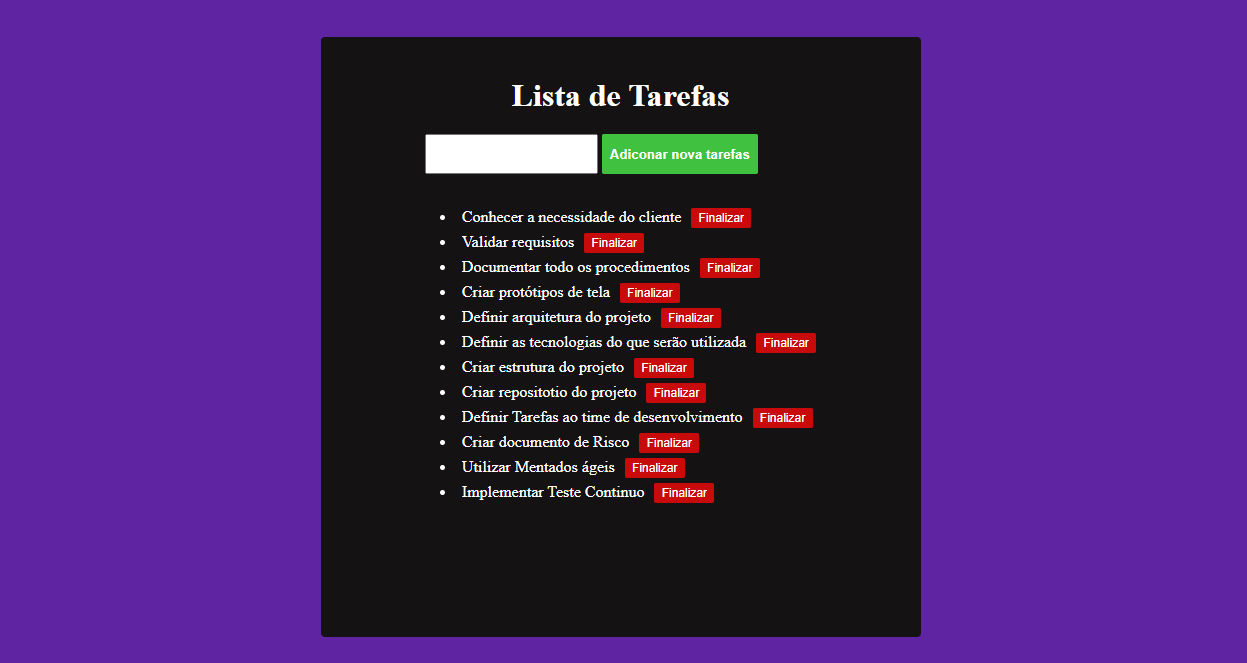 Lista de Tarefas
Adiconar nova tarefas
Conhecer a necessidade do cliente Finalizar
Validar requisitos Finalizar
Documentar todo os procedimentos Finalizar
Criar protótipos de tela Finalizar
Definir arquitetura do projeto Finalizar
Definir as tecnologias do que serão utilizada Finalizar
Criar estrutura do projeto Finalizar
Criar repositotio do projeto Finalizar
Definir Tarefas ao time de desenvolvimento Finalizar
Criar documento de Risco Finalizar
Utilizar Mentados ágeis Finalizar
Implementar Teste Continuo Finalizar